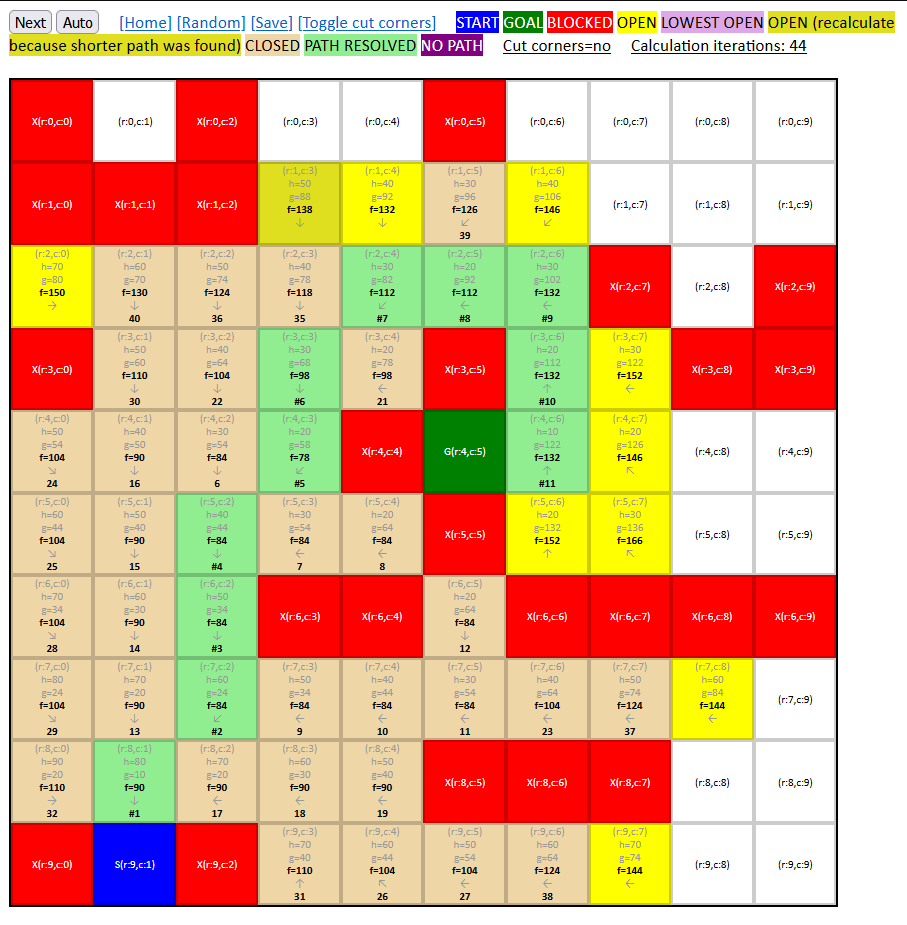 Next Auto [Home] [Random] [Save] [Toggle cut corners] START GOAL BLOCKED OPEN LOWEST OPEN OPEN (recalculate
because shorter path was found) CLOSED PATH RESOLVED NO PATH Cut corners=no Calculation iterations: 44
X(r:0,c:0) (r:0,c:1) X(r:0,c:2) (r:0,c:3) (r:0,c:4) X(r:0,c:5) (r:0,c:6) (r:0,c:7) (r:0,c:8) (r:0,c:9)
(r:1,c:3) (r:1,c:4) (r:1,c:5) (r:1,c:6)
h=50 h=40 h=30 h=40
X(r:1,c:0) X(r:1,c:1) X(r:1,c:2) g=88 g=92 g=96 g=106 (r:1,c:7) (r:1,c:8) (r:1,c:9)
f=138 f=132 f=126 f=146
↓ ↓ ↙ ↙
39
(r:2,c:0) (r:2,c:1) (r:2,c:2) (r:2,c:3) (r:2,c:4) (r:2,c:5) (r:2,c:6)
h=70 h=60 h=50 h=40 h=30 h=20 h=30
g=80 g=70 g=74 g=78 g=82 g=92 g=102 X(r:2,c:7) (r:2,c:8) X(r:2,c:9)
f=150 f=130 f=124 f=118 f=112 f=112 f=132
→ ↓ ↓ ↓ ↙ ← ←
40 36 35 #7 #8 #9
(r:3,c:1) (r:3,c:2) (r:3,c:3) (r:3,c:4) (r:3,c:6) (r:3,c:7)
h=50 h=40 h=30 h=20 h=20 h=30
X(r:3,c:0) g=60 g=64 g=68 g=78 X(r:3,c:5) g=112 g=122 X(r:3,c:8) X(r:3,c:9)
f=110 f=104 f=98 f=98 f=132 f=152
↓ ↓ ↓ ← ↑ ←
30 22 #6 21 #10
(r:4,c:0) (r:4,c:1) (r:4,c:2) (r:4,c:3) (r:4,c:6) (r:4,c:7)
h=50 h=40 h=30 h=20 h=10 h=20
g=54 g=50 g=54 g=58 X(r:4,c:4) G(r:4,c:5) g=122 g=126 (r:4,c:8) (r:4,c:9)
f=104 f=90 f=84 f=78 f=132 f=146
↘ ↓ ↓ ↙ ↑ ↖
24 16 6 #5 #11
(r:5,c:0) (r:5,c:1) (r:5,c:2) (r:5,c:3) (r:5,c:4) (r:5,c:6) (r:5,c:7)
h=60 h=50 h=40 h=30 h=20 h=20 h=30
g=44 g=40 g=44 g=54 g=64 X(r:5,c:5) g=132 g=136 (r:5,c:8) (r:5,c:9)
f=104 f=90 f=84 f=84 f=84 f=152 f=166
↘ ↓ ↓ ← ← ↑ ↖
25 15 #4 7 8
(r:6,c:0) (r:6,c:1) (r:6,c:2) (r:6,c:5)
h=70 h=60 h=50 h=20
g=34 g=30 g=34 X(r:6,c:3) X(r:6,c:4) g=64 X(r:6,c:6) X(r:6,c:7) X(r:6,c:8) X(r:6,c:9)
f=104 f=90 f=84 f=84
↘ ↓ ↓ ↓
28 14 #3 12
(r:7,c:0) (r:7,c:1) (r:7,c:2) (r:7,c:3) (r:7,c:4) (r:7,c:5) (r:7,c:6) (r:7,c:7) (r:7,c:8)
h=80 h=70 h=60 h=50 h=40 h=30 h=40 h=50 h=60
g=24 g=20 g=24 g=34 g=44 g=54 g=64 g=74 g=84 (r:7,c:9)
f=104 f=90 f=84 f=84 f=84 f=84 f=104 f=124 f=144
↘ ↓ ↙ ← ← ← ← ← ←
29 13 #2 9 10 11 23 37
(r:8,c:0) (r:8,c:1) (r:8,c:2) (r:8,c:3) (r:8,c:4)
h=90 h=80 h=70 h=60 h=50
g=20 g=10 g=20 g=30 g=40 X(r:8,c:5) X(r:8,c:6) X(r:8,c:7) (r:8,c:8) (r:8,c:9)
f=110 f=90 f=90 f=90 f=90
→ ↓ ← ← ←
32 #1 17 18 19
(r:9,c:3) (r:9,c:4) (r:9,c:5) (r:9,c:6) (r:9,c:7)
h=70 h=60 h=50 h=60 h=70
X(r:9,c:0) S(r:9,c:1) X(r:9,c:2) g=40 g=44 g=54 g=64 g=74 (r:9,c:8) (r:9,c:9)
f=110 f=104 f=104 f=124 f=144
↑ ↖ ← ← ←
31 26 27 38